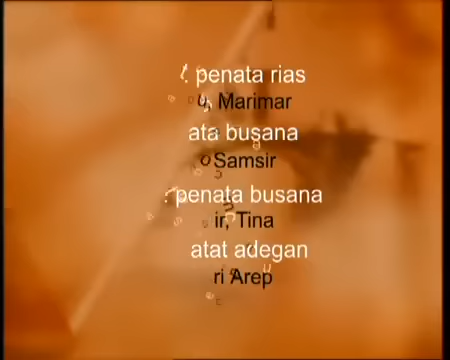 . penata rias
u, Marimar
ata busana
Samsir
. penata busana
ir, Tina
atat adegan
ri Arep